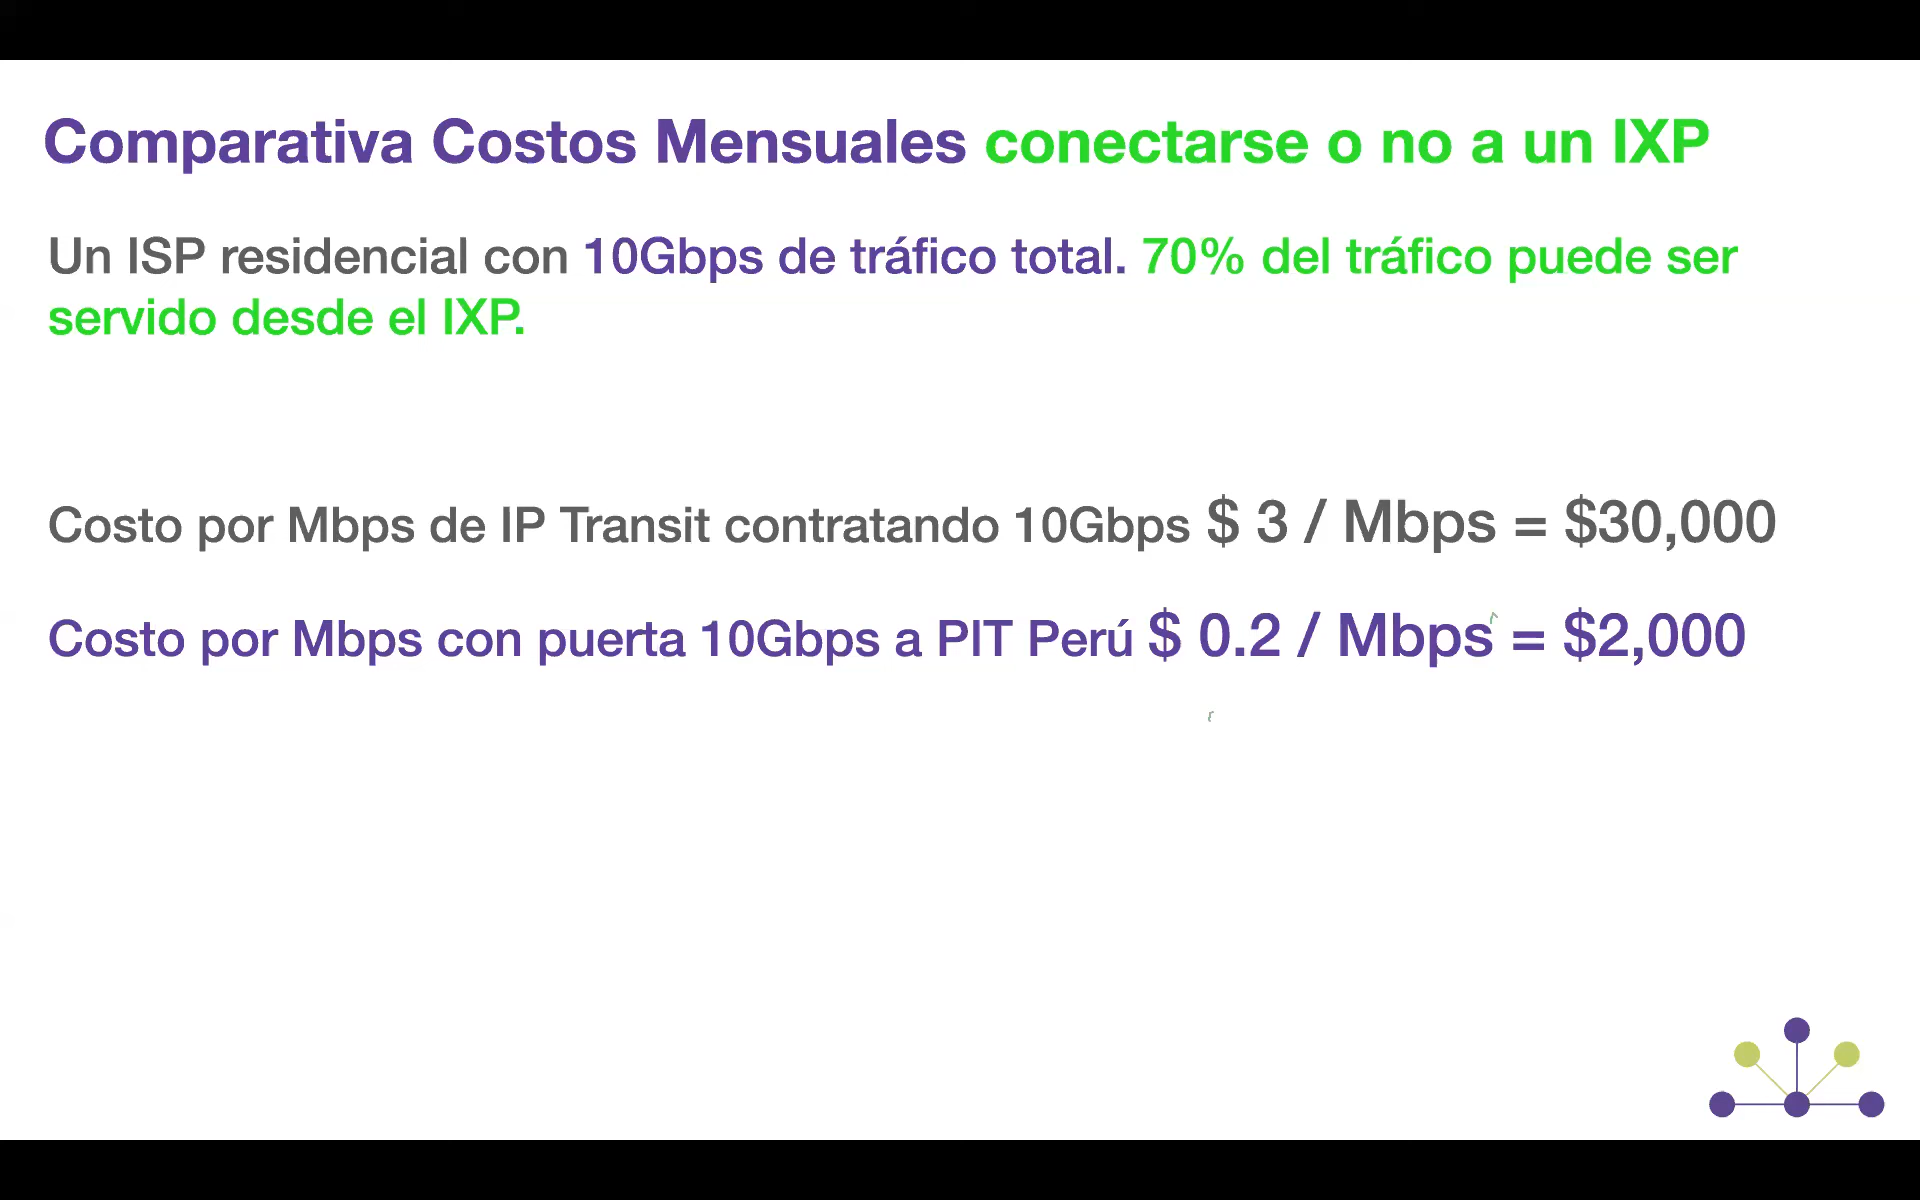 Comparativa Costos Mensuales conectarse o no a un IXP
Un ISP residencial con 10Gbps de tráfico total. 70% del tráfico puede ser
servido desde el IXP.
Costo por Mbps de IP Transit contratando 10Gbps $ 3 / Mbps = $30,000
Costo por Mbps con puerta 10Gbps a PIT Perú $ 0.2 / Mbps = $2,000